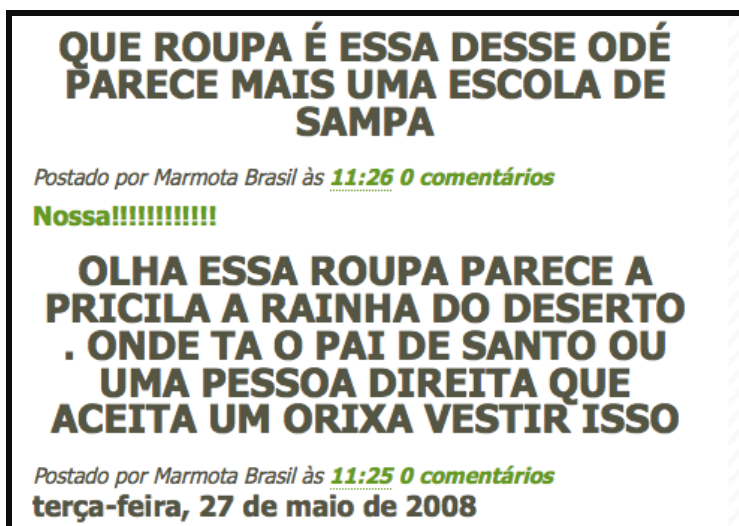 QUE ROUPA É ESSA DESSE ODÉ
PARECE MAIS UMA ESCOLA DE
SAMPA
Postado por Marmota Brasil às 11:26 0 comentários
Nossa!!!!!!!!!!!!
OLHA ESSA ROUPA PARECE A
PRICILA A RAINHA DO DESERTO
. ONDE TA O PAI DE SANTO OU
UMA PESSOA DIREITA QUE
ACEITA UM ORIXA VESTIR ISSO
Postado por Marmota Brasil às 11:25 0 comentários
terça-feira, 27 de maio de 2008